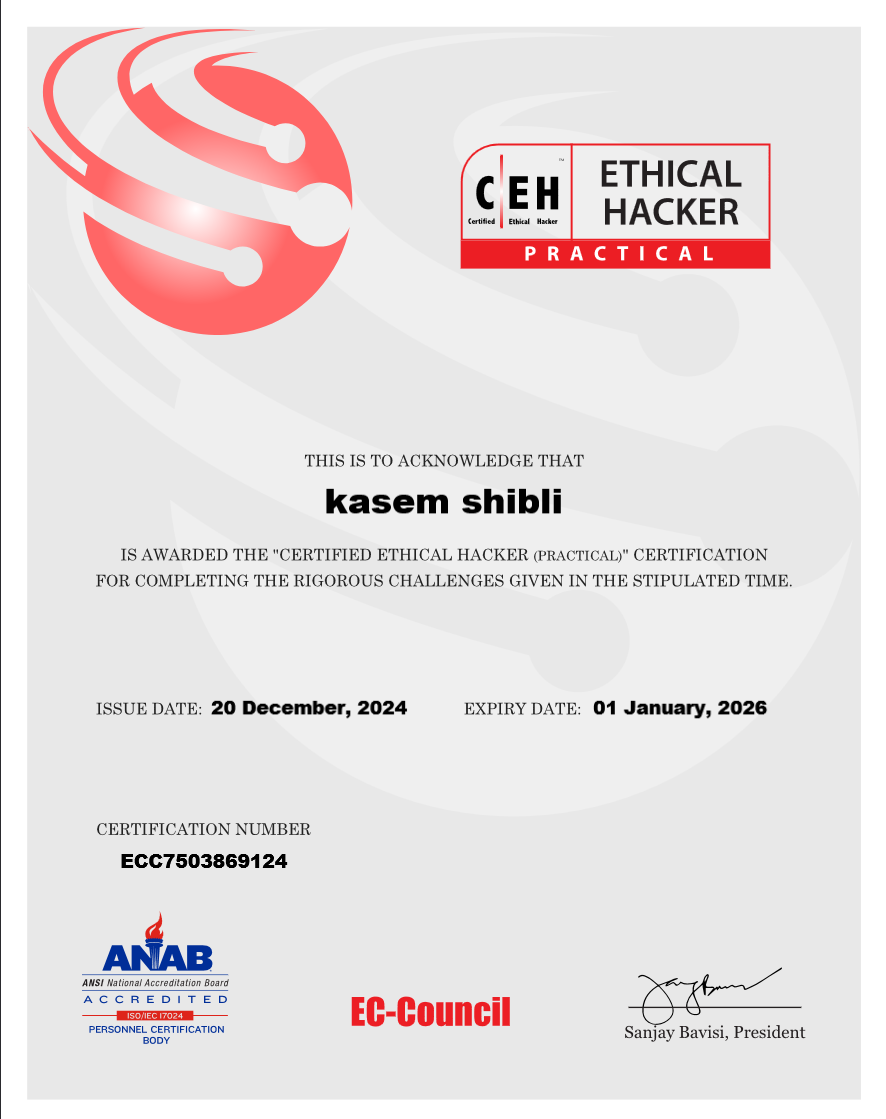 C|EH
™
Certified Ethical Hacker
ETHICAL
HACKER
PRACTICAL
THIS IS TO ACKNOWLEDGE THAT
kasem shibli
IS AWARDED THE "CERTIFIED ETHICAL HACKER (PRACTICAL)" CERTIFICATION
FOR COMPLETING THE RIGOROUS CHALLENGES GIVEN IN THE STIPULATED TIME.
ISSUE DATE: 20 December, 2024 EXPIRY DATE: 01 January, 2026
CERTIFICATION NUMBER
ECC7503869124
ANAB
ANSI National Accreditation Board
ACCREDITED
ISO/IEC 17024
PERSONNEL CERTIFICATION
BODY
EC-Council
Sanjay Bavisi, President